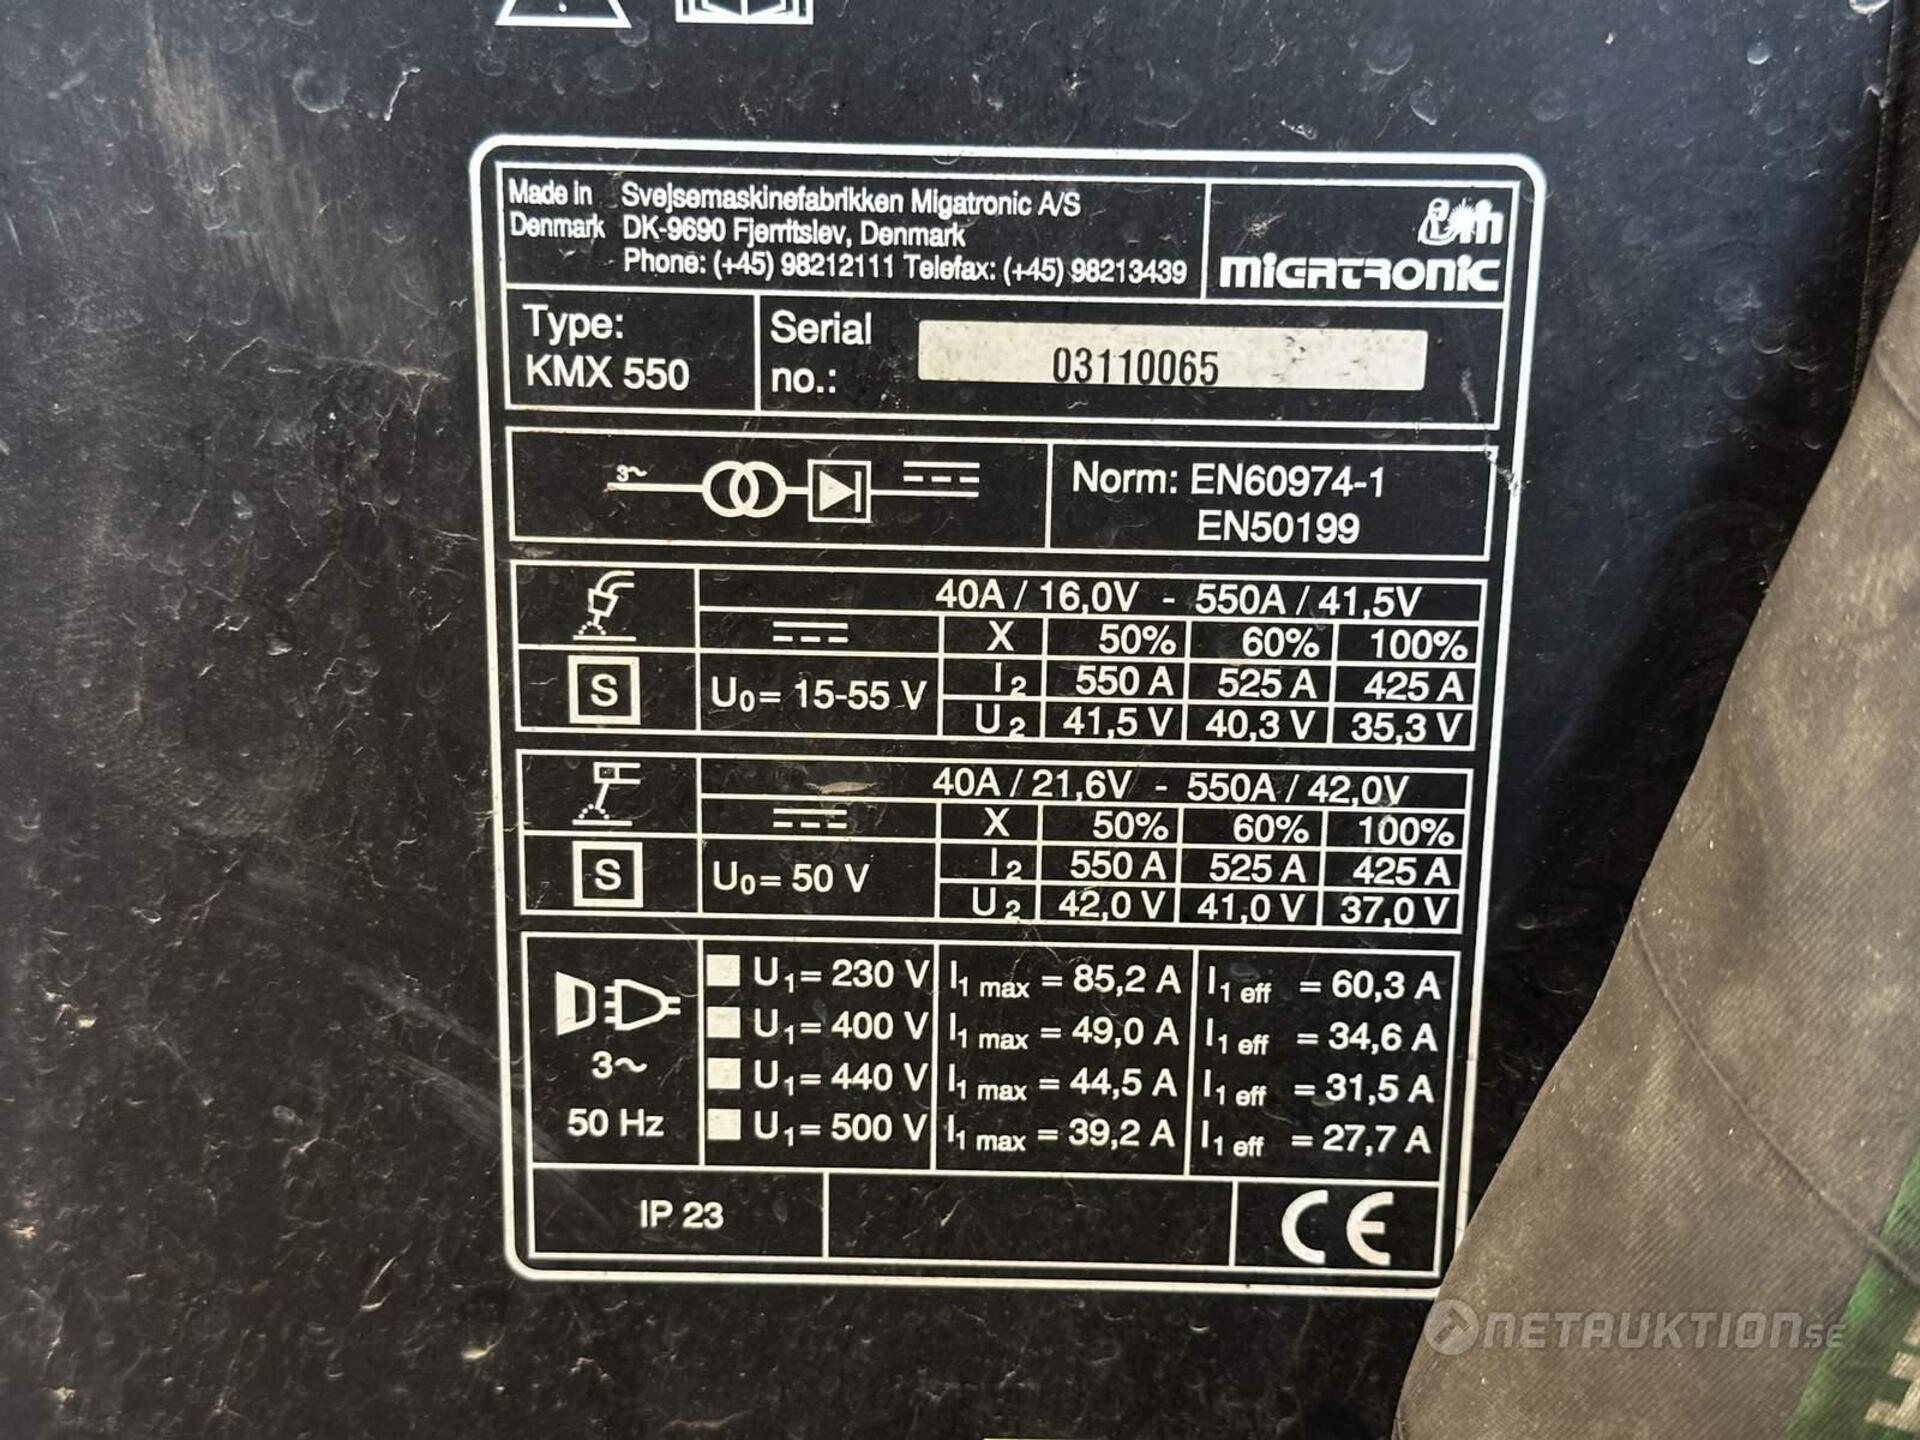 Made in Svejsemaskinefabrikken Migatronic A/S
Denmark DK-9690 Fjerritslev, Denmark
Phone: (+45) 98212111 Telefax: (+45) 98213439
MIGATRONIC
Type:
KMX 550
Serial
no.:
03110065
3~
Norm: EN60974-1
EN50199
40A / 16,0V - 550A / 41,5V
X 50% 60% 100%
S
U0= 15-55 V
I2 550 A 525 A 425 A
U2 41,5 V 40,3 V 35,3 V
40A / 21,6V - 550A / 42,0V
X 50% 60% 100%
S
U0= 50 V
I2 550 A 525 A 425 A
U2 42,0 V 41,0 V 37,0 V
3~
50 Hz
U1= 230 V I1 max = 85,2 A I1 eff = 60,3 A
U1= 400 V I1 max = 49,0 A I1 eff = 34,6 A
U1= 440 V I1 max = 44,5 A I1 eff = 31,5 A
U1= 500 V I1 max = 39,2 A I1 eff = 27,7 A
IP 23
CE
NETAUKTION.SE